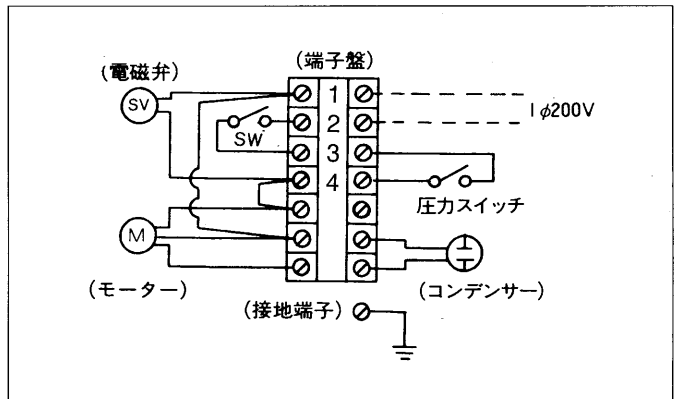 (端子盤)
(電磁弁)
SV
1
1φ200V
2
SW
3
4
圧力スイッチ
M
(モーター)
(コンデンサー)
(接地端子)